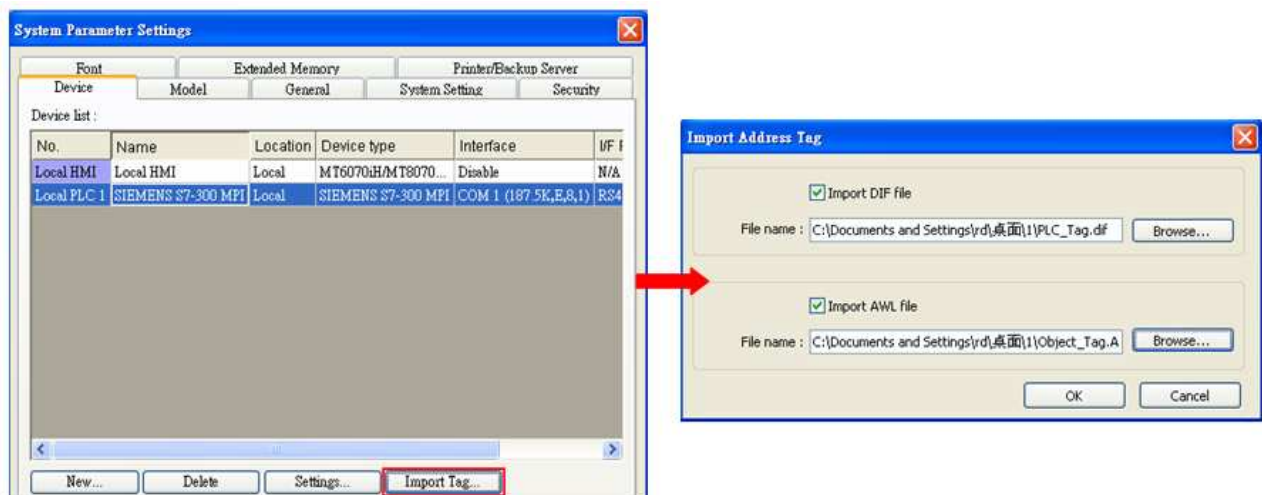 System Parameter Settings
Font Extended Memory Printer/Backup Server
Device Model General System Setting Security
Device list :
No. Name Location Device type Interface I/F
Local HMI Local HMI Local MT6070iH/MT8070... Disable N/A
Local PLC 1 SIEMENS S7-300 MPI Local SIEMENS S7-300 MPI COM 1 (187.5K,E,8,1) RS4
New... Delete Settings... Import Tag...
Import Address Tag
Import DIF file
File name : C:\Documents and Settings\rd\桌面\1\PLC_Tag.dif Browse...
Import AWL file
File name : C:\Documents and Settings\rd\桌面\1\Object_Tag.A Browse...
OK Cancel